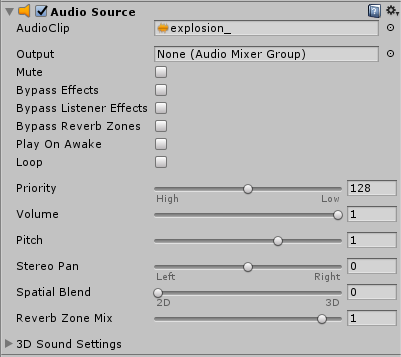 Audio Source
AudioClip explosion_
Output None (Audio Mixer Group)
Mute
Bypass Effects
Bypass Listener Effects
Bypass Reverb Zones
Play On Awake
Loop
Priority 128
High Low
Volume 1
Pitch 1
Stereo Pan 0
Left Right
Spatial Blend 0
2D 3D
Reverb Zone Mix 1
3D Sound Settings